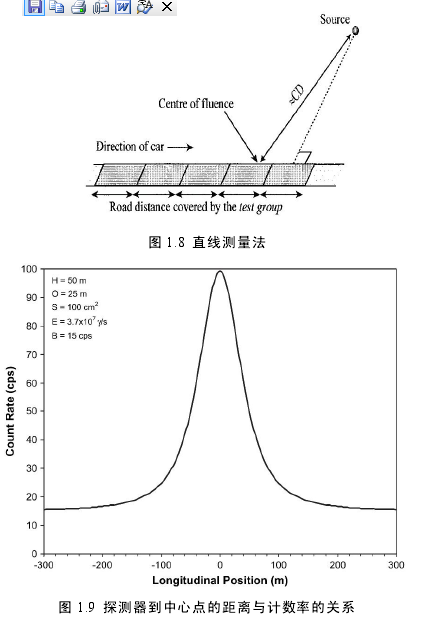 Source
≈CD
Centre of fluence
Direction of car
Road distance covered by the test group
图 1.8 直线测量法
H = 50 m
O = 25 m
S = 100 cm²
E = 3.7x10⁷ γ/s
B = 15 cps
Count Rate (cps)
100
90
80
70
60
50
40
30
20
10
0
-300 -200 -100 0 100 200 300
Longitudinal Position (m)
图 1.9 探测器到中心点的距离与计数率的关系